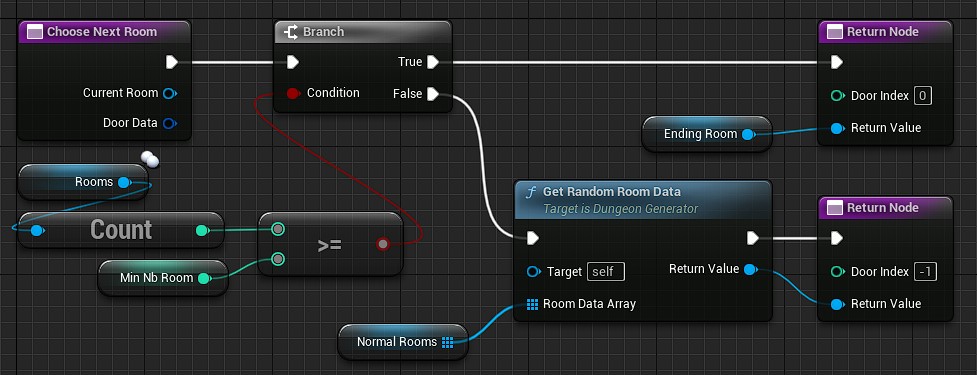 Choose Next Room
Current Room
Door Data
Branch
Condition
True
False
Return Node
Door Index 0
Return Value
Ending Room
Rooms
Count
Min Nb Room
>=
f Get Random Room Data
Target is Dungeon Generator
Target self
Return Value
Room Data Array
Normal Rooms
Return Node
Door Index -1
Return Value